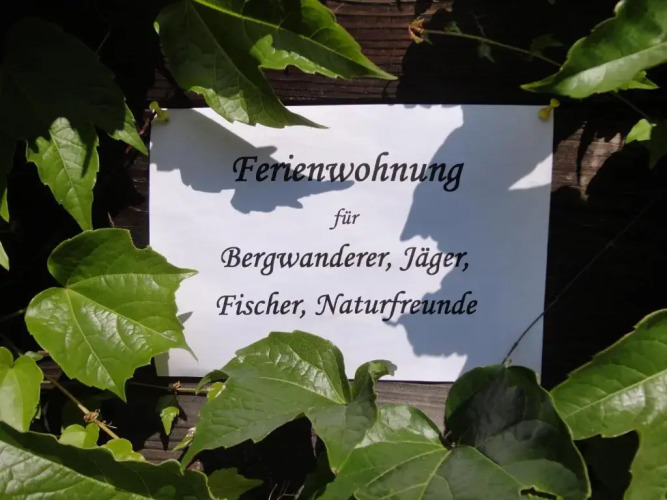 Ferienwohnung
für
Bergwanderer, Jäger,
Fischer, Naturfreunde